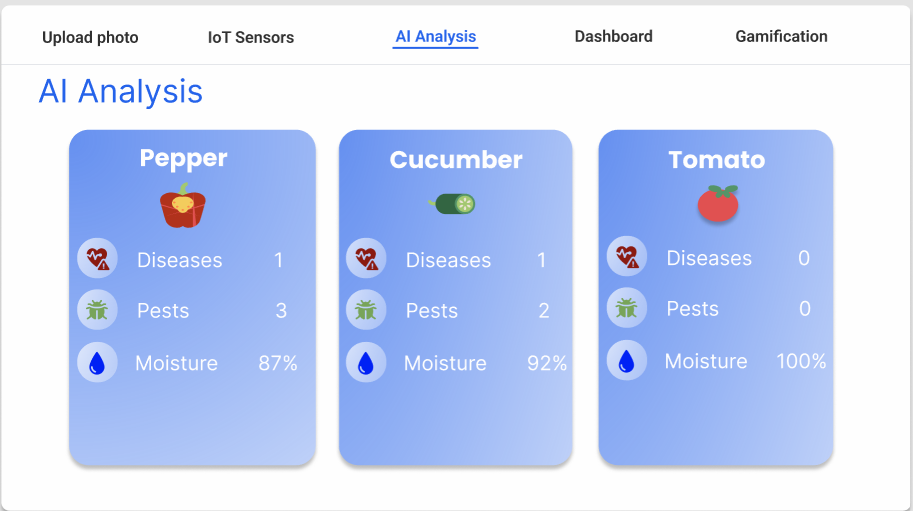 Upload photo IoT Sensors AI Analysis Dashboard Gamification
AI Analysis
Pepper
Diseases 1
Pests 3
Moisture 87%
Cucumber
Diseases 1
Pests 2
Moisture 92%
Tomato
Diseases 0
Pests 0
Moisture 100%